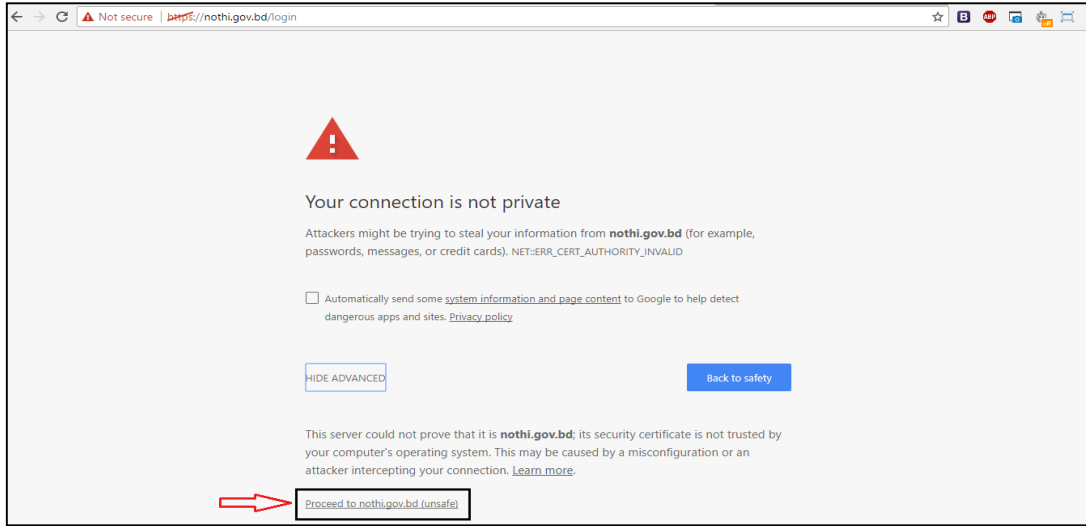 Not secure | https://nothi.gov.bd/login
B ABP off
Your connection is not private
Attackers might be trying to steal your information from nothi.gov.bd (for example,
passwords, messages, or credit cards). NET::ERR_CERT_AUTHORITY_INVALID
Automatically send some system information and page content to Google to help detect
dangerous apps and sites. Privacy policy
HIDE ADVANCED Back to safety
This server could not prove that it is nothi.gov.bd; its security certificate is not trusted by
your computer's operating system. This may be caused by a misconfiguration or an
attacker intercepting your connection. Learn more.
Proceed to nothi.gov.bd (unsafe)